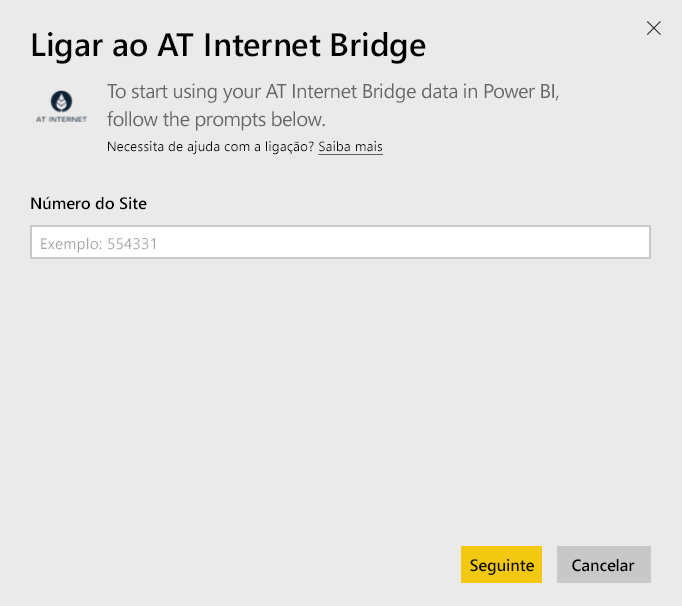 Ligar ao AT Internet Bridge
To start using your AT Internet Bridge data in Power BI,
follow the prompts below.
AT INTERNET
Necessita de ajuda com a ligação? Saiba mais
Número do Site
Exemplo: 554331
Seguinte
Cancelar